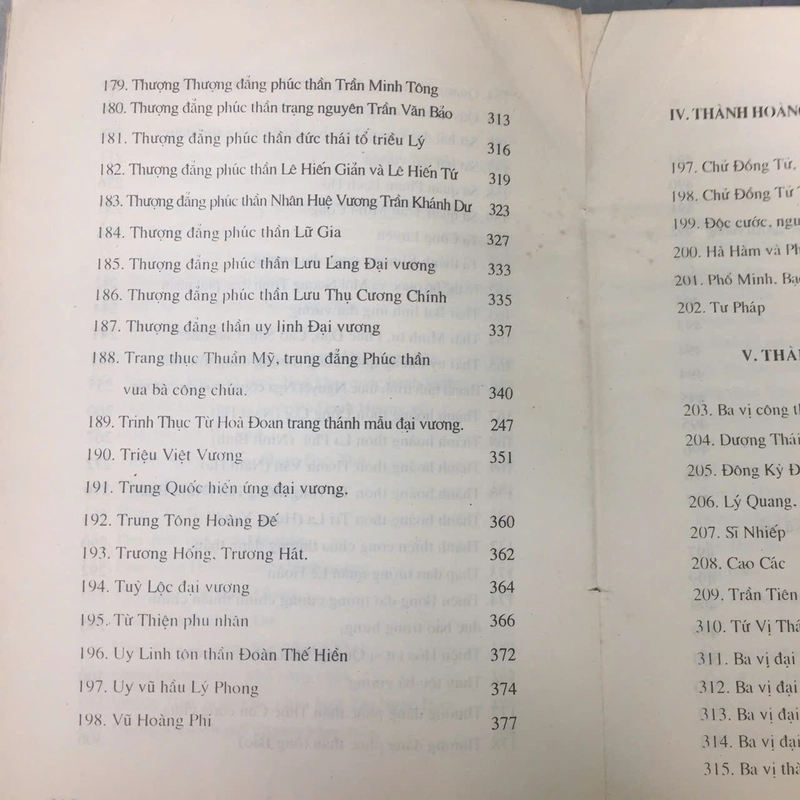 179. Thượng Thượng đẳng phúc thần Trần Minh Tông
180. Thượng đẳng phúc thần trạng nguyên Trần Văn Bảo 313
181. Thượng đẳng phúc thần đức thái tổ triều Lý 316
182. Thượng đẳng phúc thần Lê Hiến Giản và Lê Hiến Tứ 319
183. Thượng đẳng phúc thần Nhân Huệ Vương Trần Khánh Dư 323
184. Thượng đẳng phúc thần Lữ Gia 327
185. Thượng đẳng phúc thần Lưu Lang Đại vương 333
186. Thượng đẳng phúc thần Lưu Thụ Cương Chính 335
187. Thượng đẳng thần uy linh Đại vương 337
188. Trang thục Thuần Mỹ, trung đẳng Phúc thần
vua bà công chúa. 340
189. Trinh Thục Từ Hoà Đoan trang thánh mẫu đại vương. 247
190. Triệu Việt Vương 351
191. Trung Quốc hiển ứng đại vương.
192. Trung Tông Hoàng Đế 360
193. Trương Hống, Trương Hát. 362
194. Tuỳ Lộc đại vương 364
195. Từ Thiện phu nhân 366
196. Uy Linh tôn thần Đoàn Thế Hiển 372
197. Uy vũ hầu Lý Phong 374
198. Vũ Hoàng Phi 377
IV. THÀNH HOÀNG
197. Chử Đồng Tử,
198. Chử Đồng Tử
199. Độc cước,
200. Hà Hàm và
201. Phổ Minh,
202. Tư Pháp
V. THÀN
203. Ba vị công
204. Dương Thái
205. Đông Kỳ
206. Lý Quang,
207. Sĩ Nhiếp
208. Cao Các
209. Trần Tiên
310. Tứ Vị
311. Ba vị đại
312. Ba vị đại
313. Ba vị đại
314. Ba vị đại
315. Ba vị